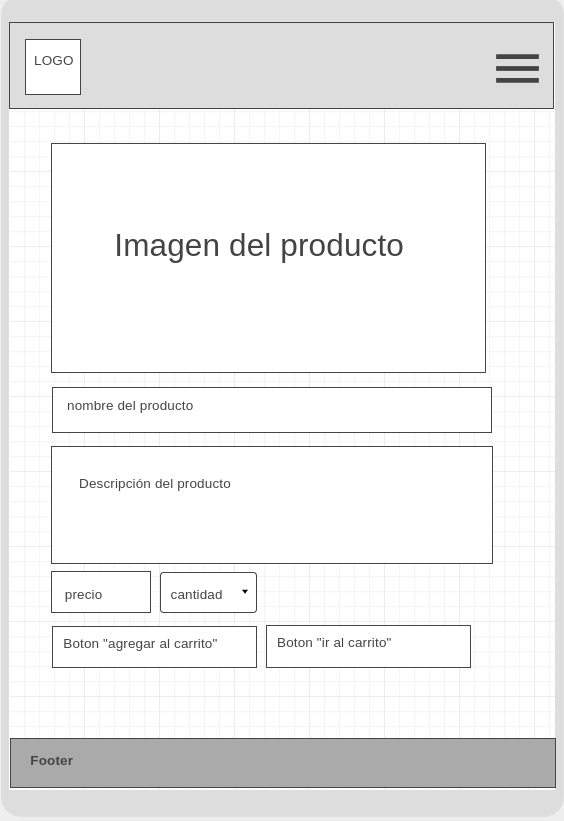 LOGO
Imagen del producto
nombre del producto
Descripción del producto
precio
cantidad
Boton "agregar al carrito"
Boton "ir al carrito"
Footer